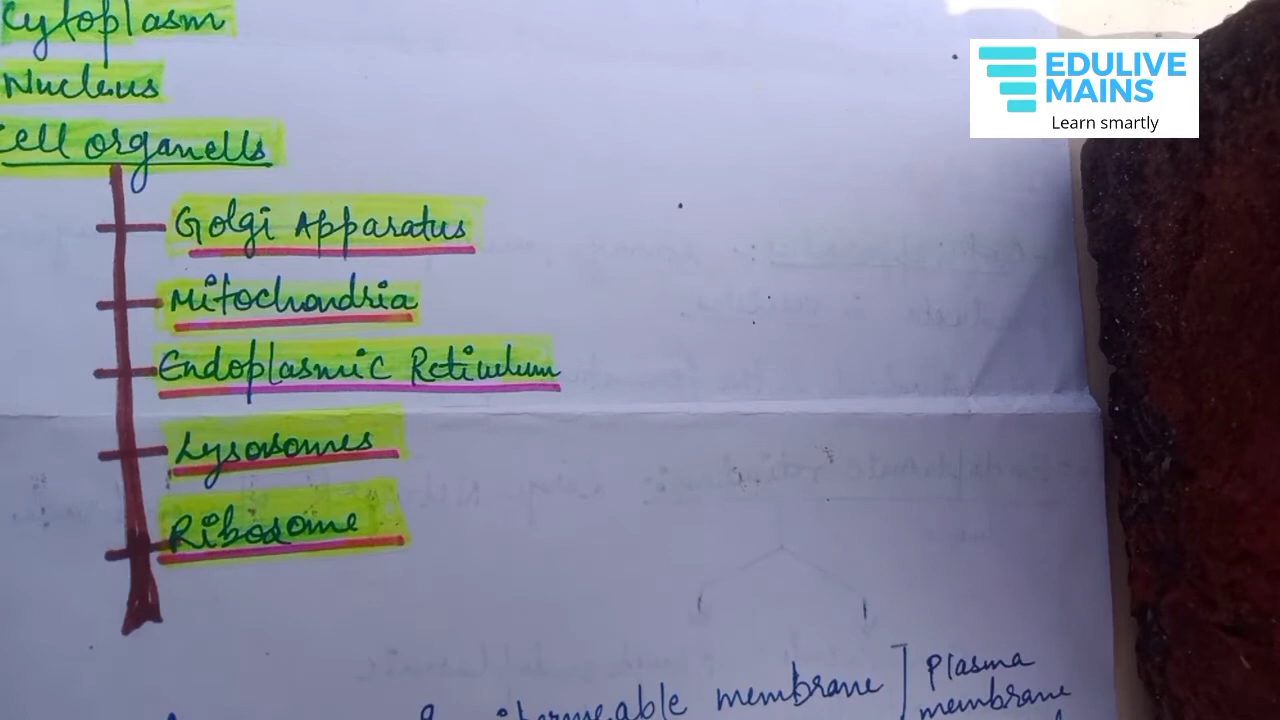 Cytoplasm
Nucleus
Cell organells
Golgi Apparatus
Mitochondria
Endoplasmic Reticulum
Lysosomes
Ribosome
membrane ] Plasma
membrane
EDULIVE
MAINS
Learn smartly